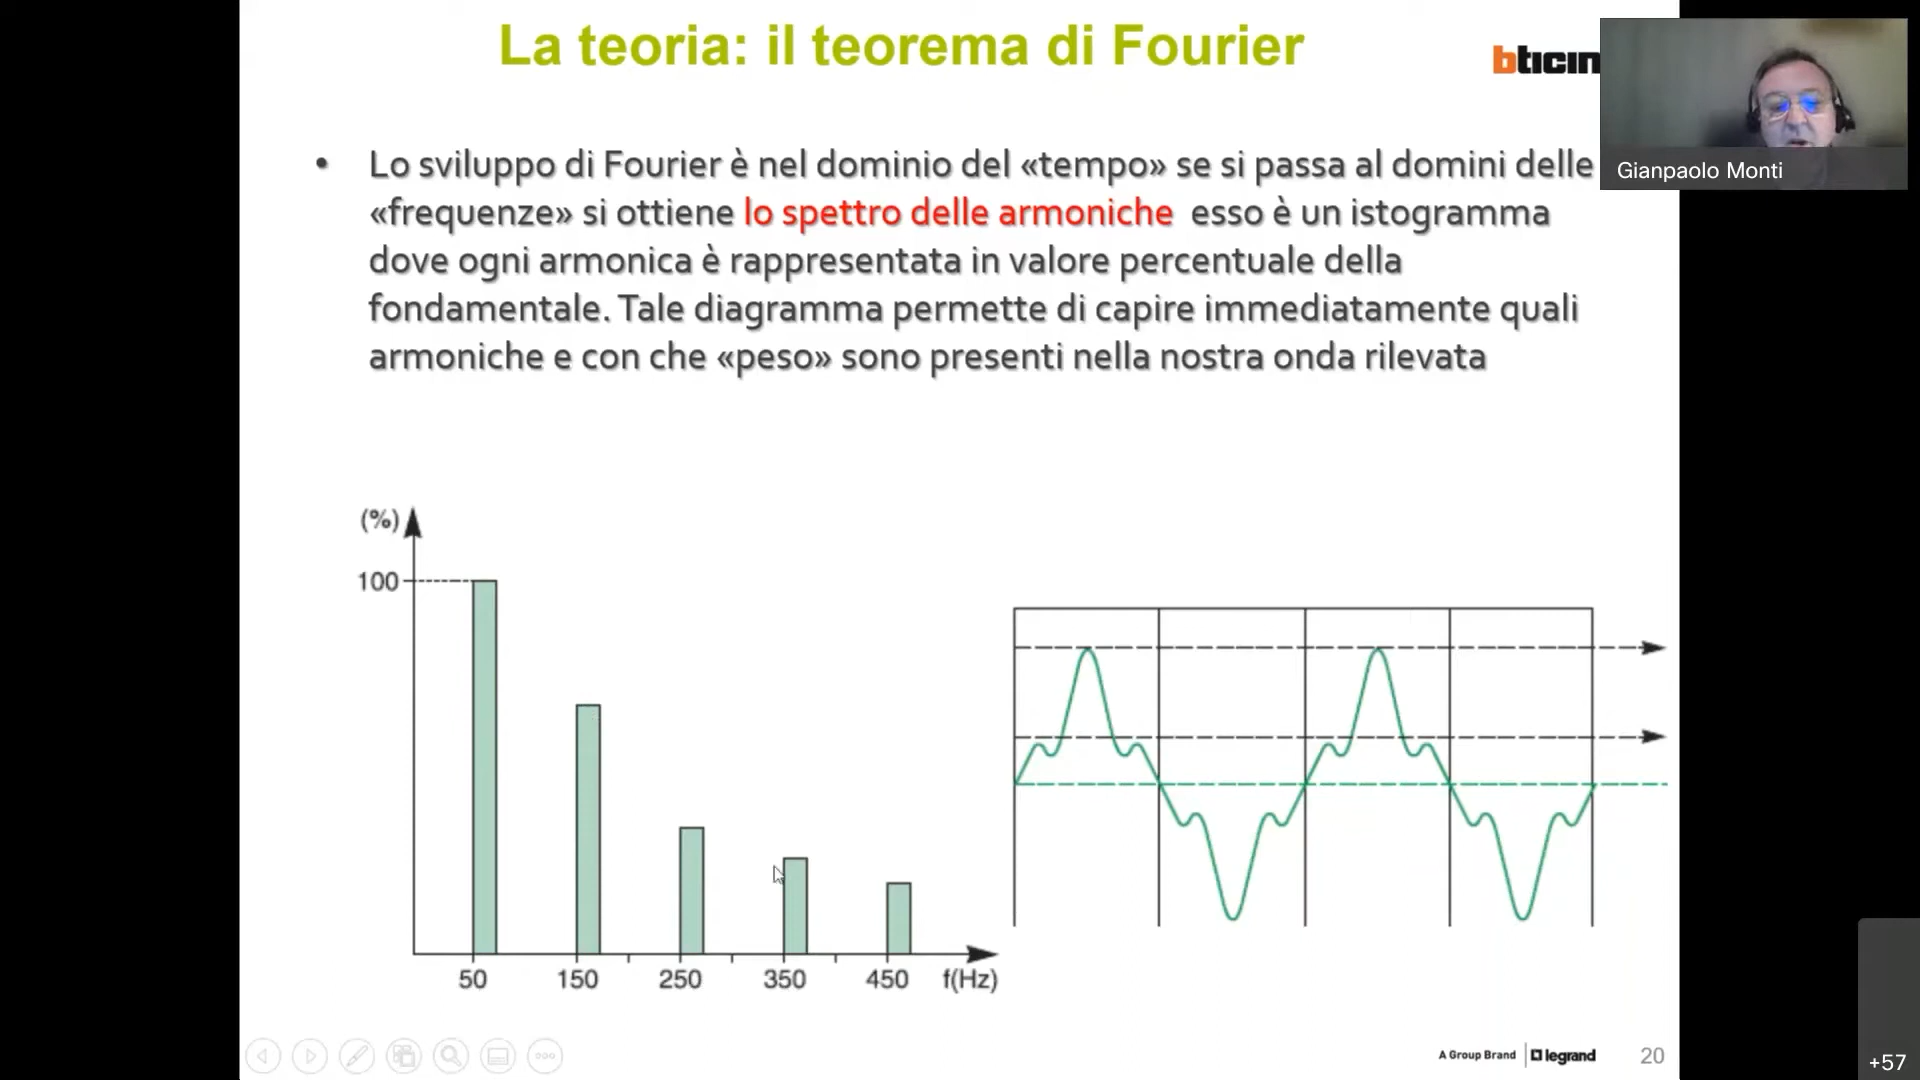 La teoria: il teorema di Fourier
bticin
Gianpaolo Monti
• Lo sviluppo di Fourier è nel dominio del «tempo» se si passa al domini delle
«frequenze» si ottiene lo spettro delle armoniche esso è un istogramma
dove ogni armonica è rappresentata in valore percentuale della
fondamentale. Tale diagramma permette di capire immediatamente quali
armoniche e con che «peso» sono presenti nella nostra onda rilevata
(%)
100
50 150 250 350 450 f(Hz)
A Group Brand legrand 20
+57